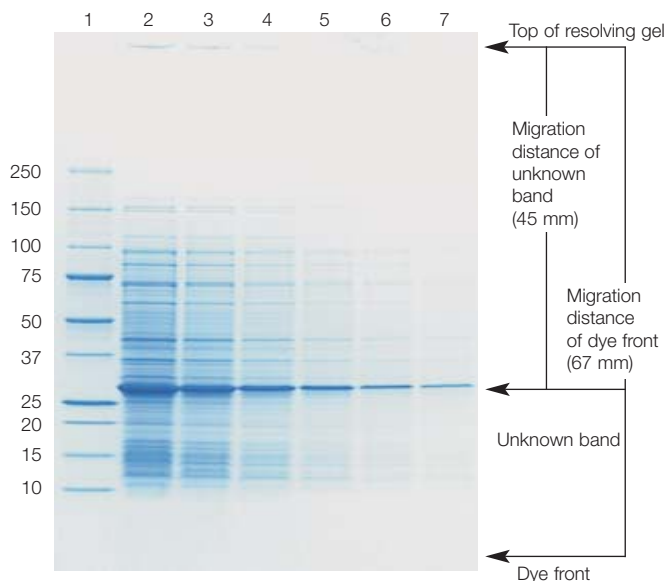 1 2 3 4 5 6 7
Top of resolving gel
Migration
distance of
unknown
band
(45 mm)
250
150
100
75
50
37
25
20
15
10
Migration
distance
of dye front
(67 mm)
Unknown band
Dye front